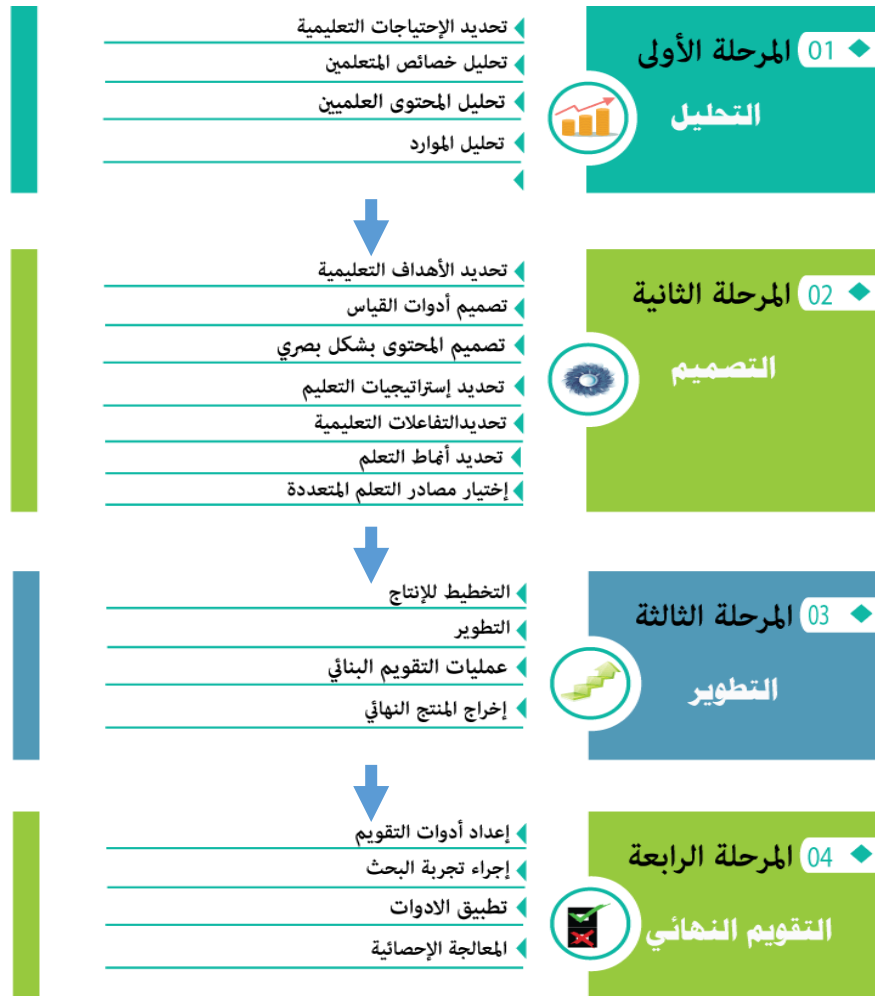 01 المرحلة الأولى
التحليل
تحديد الإحتياجات التعليمية
تحليل خصائص المتعلمين
تحليل المحتوى العلميين
تحليل الموارد
02 المرحلة الثانية
التصميم
تحديد الأهداف التعليمية
تصميم أدوات القياس
تصميم المحتوى بشكل بصري
تحديد إستراتيجيات التعليم
تحديدالتفاعلات التعليمية
تحديد أنماط التعلم
إختيار مصادر التعلم المتعددة
03 المرحلة الثالثة
التطوير
التخطيط للإنتاج
التطوير
عمليات التقويم البنائي
إخراج المنتج النهائي
04 المرحلة الرابعة
التقويم النهائي
إعداد أدوات التقويم
إجراء تجربة البحث
تطبيق الادوات
المعالجة الإحصائية